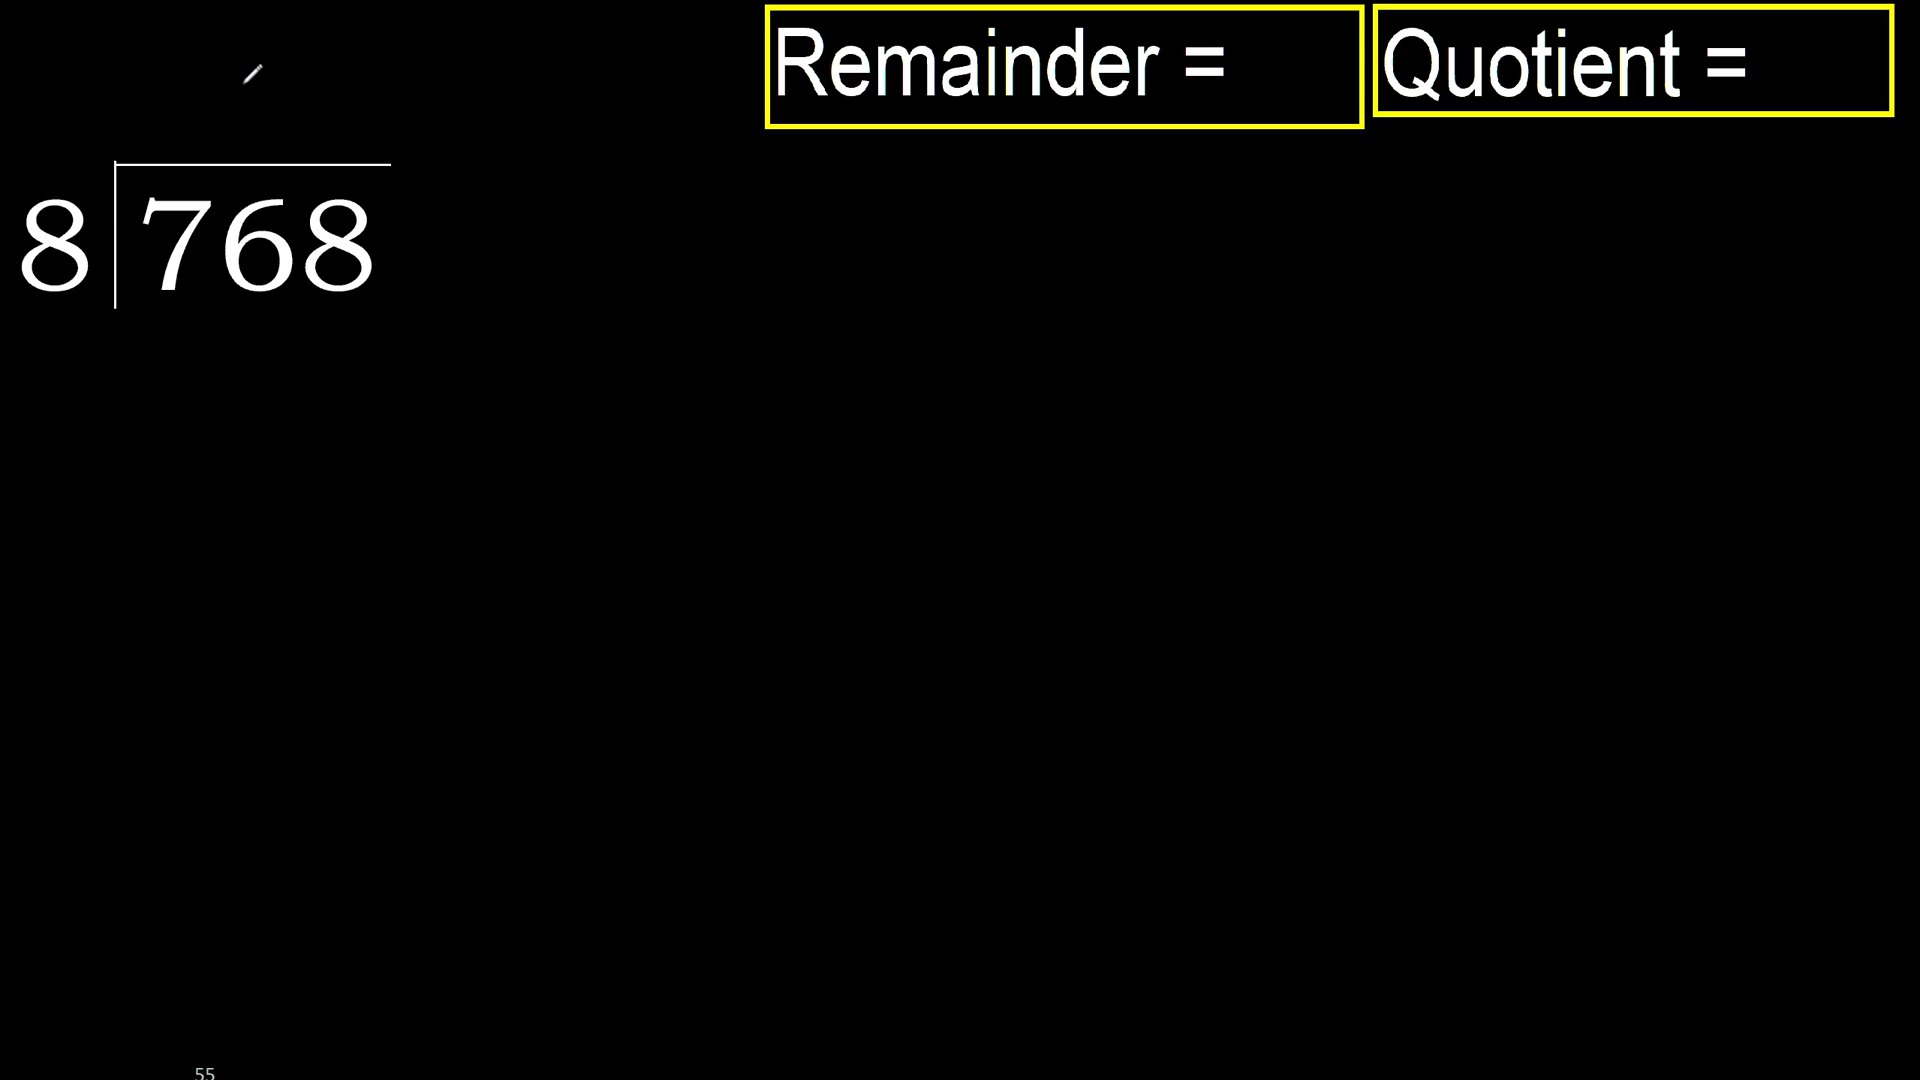 Remainder =
Quotient =
8 768
55